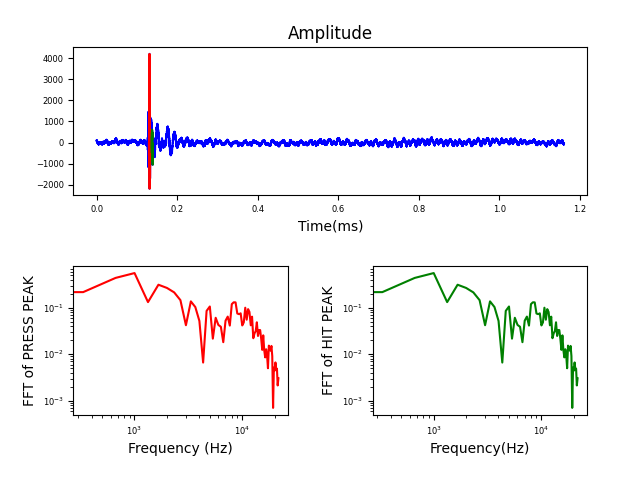 Amplitude
4000
3000
2000
1000
0
−1000
−2000
0.0 0.2 0.4 0.6 0.8 1.0 1.2
Time(ms)
FFT of PRESS PEAK
10⁻¹
10⁻²
10⁻³
10³ 10⁴
Frequency (Hz)
FFT of HIT PEAK
10⁻¹
10⁻²
10⁻³
10³ 10⁴
Frequency(Hz)